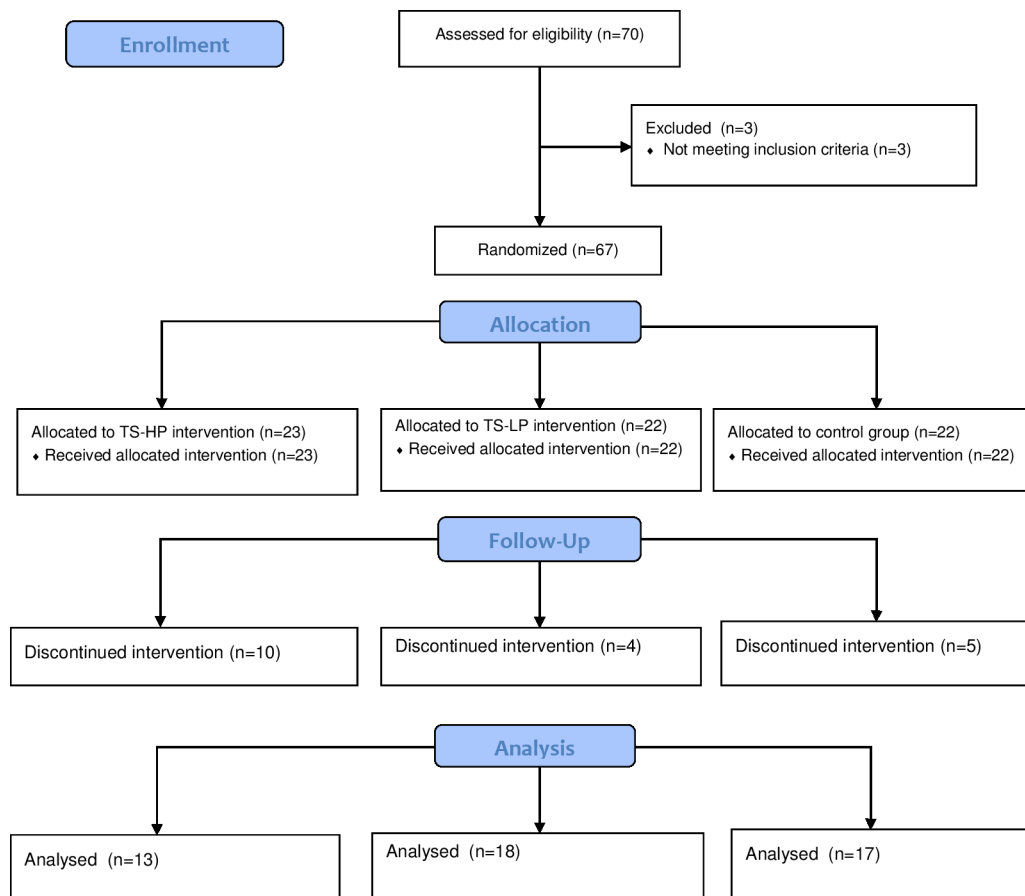 Enrollment
Assessed for eligibility (n=70)
Excluded (n=3)
♦ Not meeting inclusion criteria (n=3)
Randomized (n=67)
Allocation
Allocated to TS-HP intervention (n=23)
♦ Received allocated intervention (n=23)
Allocated to TS-LP intervention (n=22)
♦ Received allocated intervention (n=22)
Allocated to control group (n=22)
♦ Received allocated intervention (n=22)
Follow-Up
Discontinued intervention (n=10)
Discontinued intervention (n=4)
Discontinued intervention (n=5)
Analysis
Analysed (n=13)
Analysed (n=18)
Analysed (n=17)